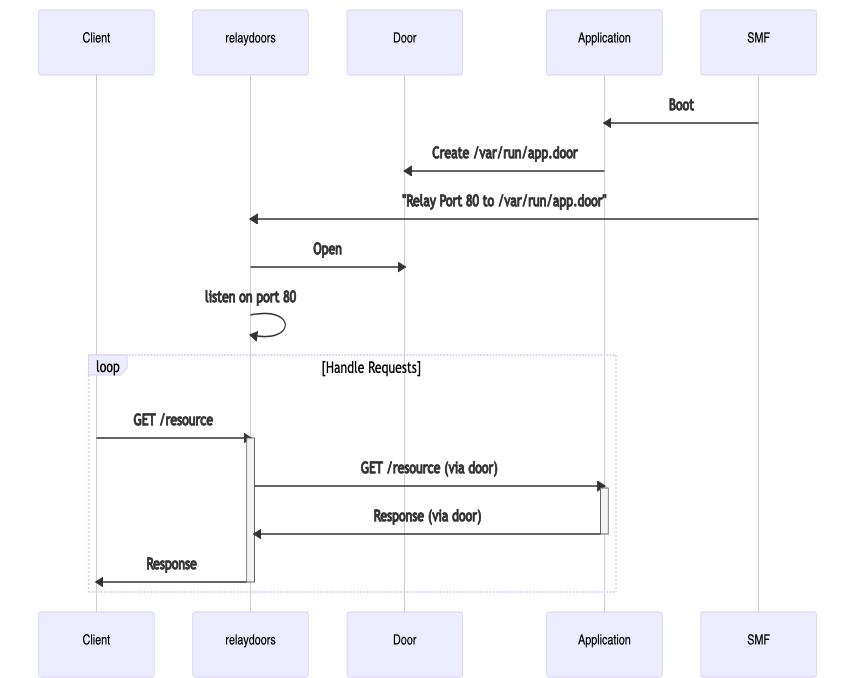 Client
relaydoors
Door
Application
SMF
Boot
Create /var/run/app.door
"Relay Port 80 to /var/run/app.door"
Open
listen on port 80
loop
[Handle Requests]
GET /resource
GET /resource (via door)
Response (via door)
Response
Client
relaydoors
Door
Application
SMF